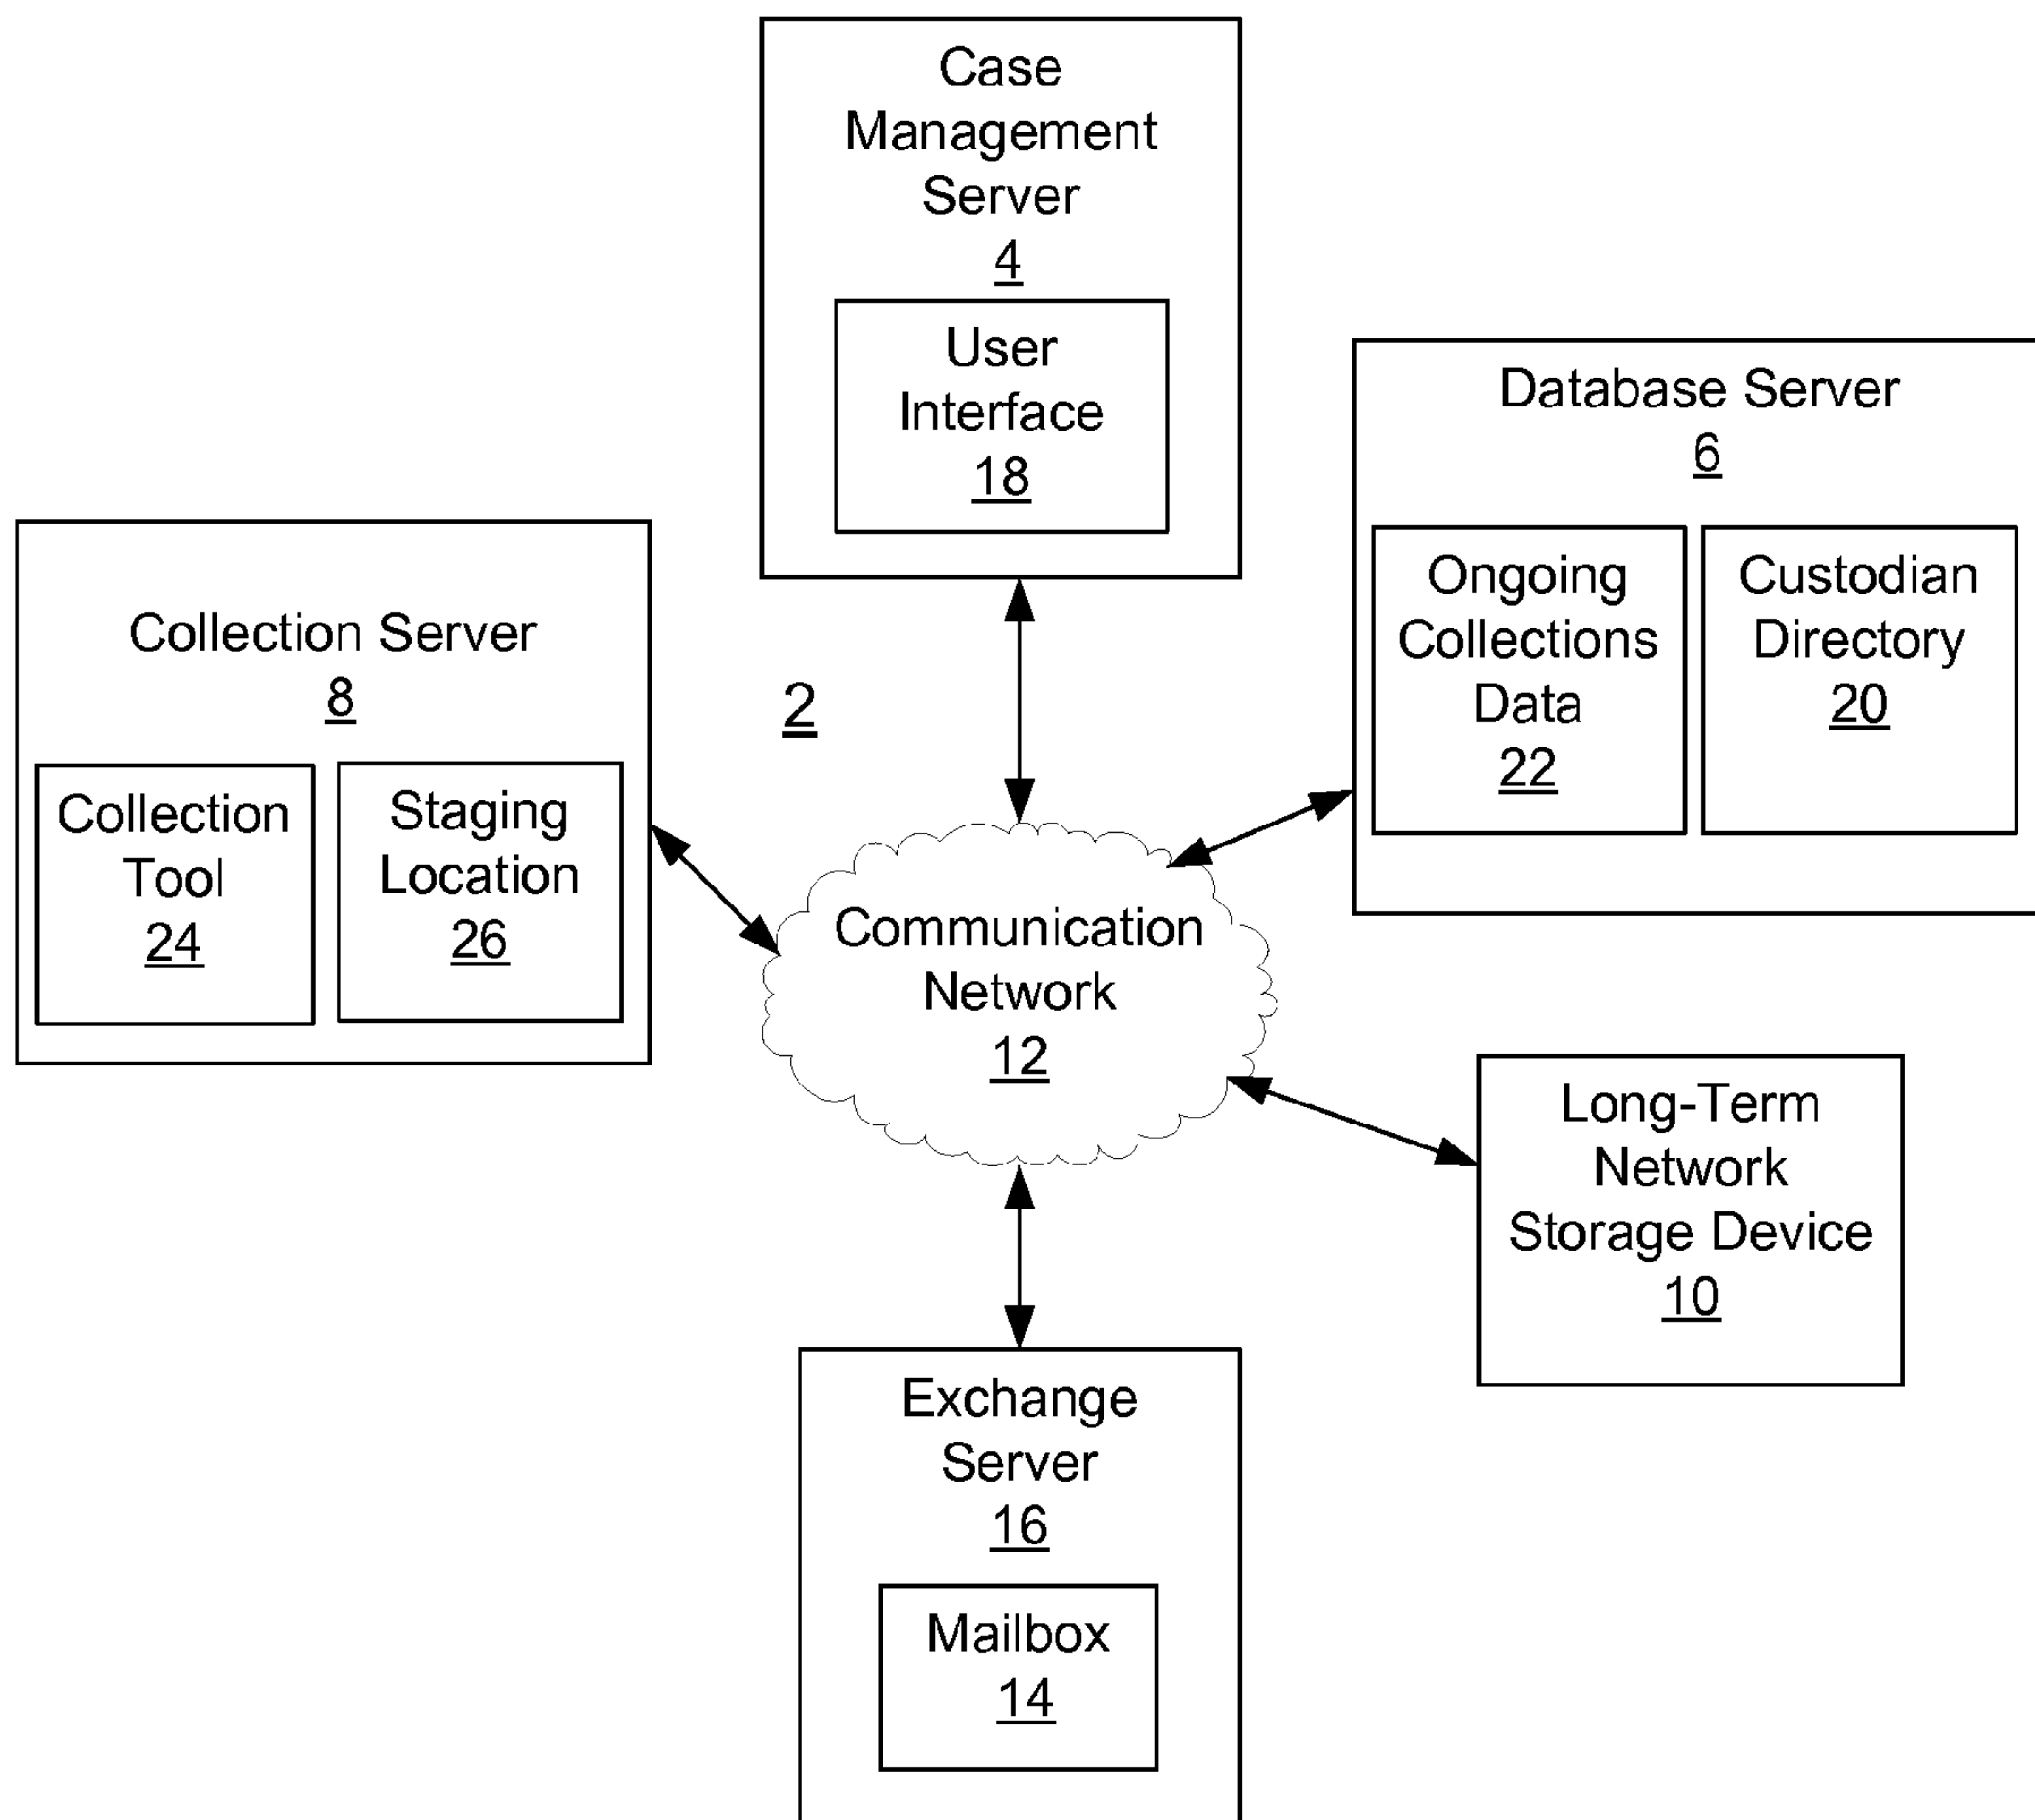 Case
Management
Server
4
User
Interface
18
Database Server
6
Ongoing
Collections
Data
22
Custodian
Directory
20
Collection Server
8
Collection
Tool
24
Staging
Location
26
2
Communication
Network
12
Long-Term
Network
Storage Device
10
Exchange
Server
16
Mailbox
14